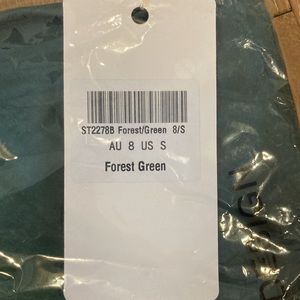 ST2278B Forest/Green 8/S
AU 8 US S
Forest Green